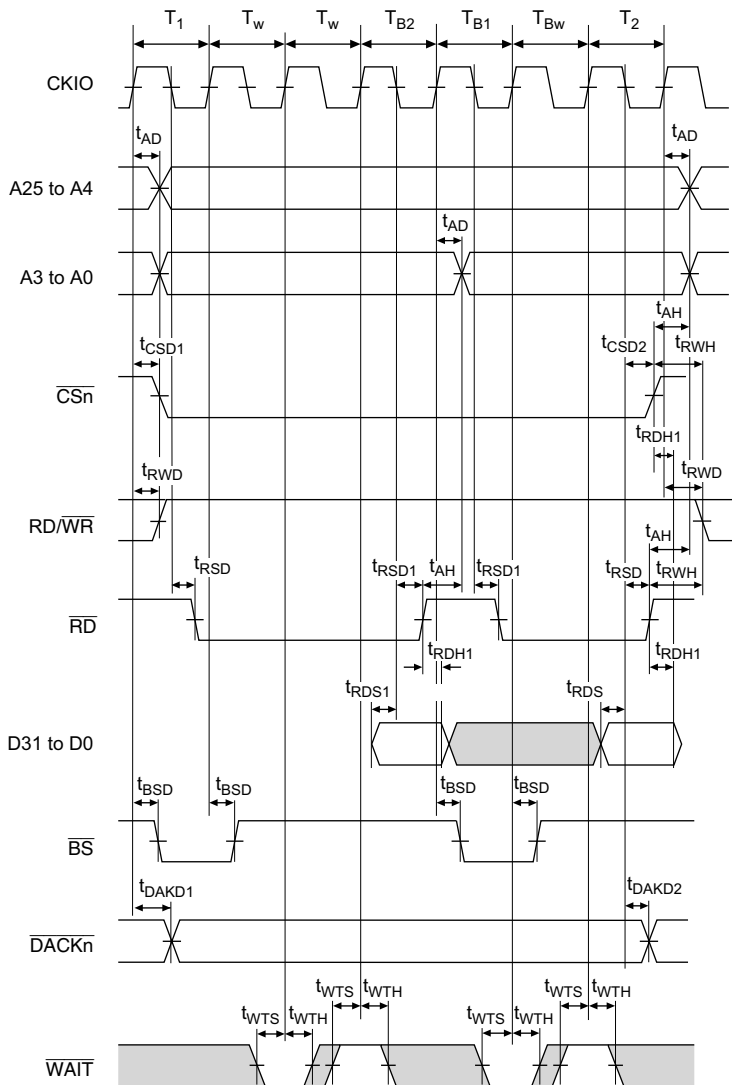 T1 Tw Tw TB2 TB1 TBw T2
CKIO
tAD tAD
A25 to A4
tAD
A3 to A0
tAH
tCSD1 tCSD2 tRWH
CSn
tRDH1
tRWD tRWD
RD/WR
tAH
tRSD tRSD1 tAH tRSD1 tRSD tRWH
RD
tRDH1 tRDH1
tRDS1 tRDS
D31 to D0
tBSD tBSD tBSD tBSD
BS
tDAKD1 tDAKD2
DACKn
tWTS tWTH tWTS tWTH tWTS tWTH tWTS tWTH
WAIT